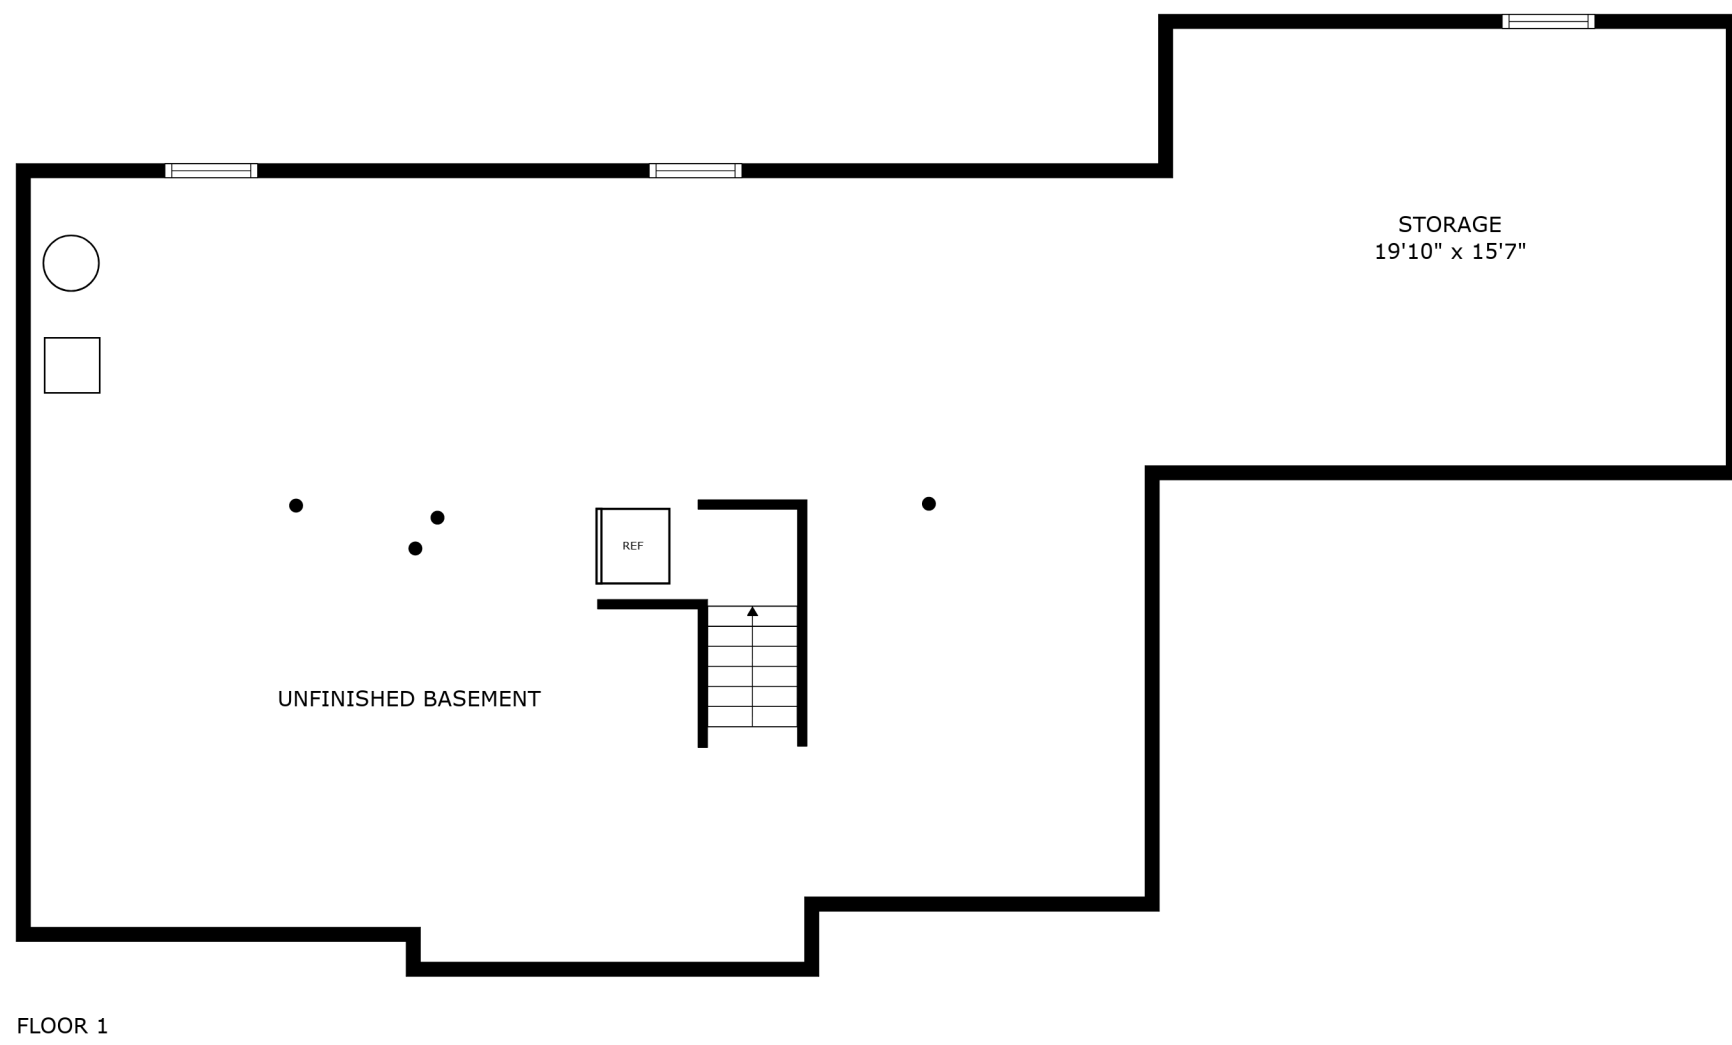 STORAGE
19'10" x 15'7"
REF
UNFINISHED BASEMENT
FLOOR 1